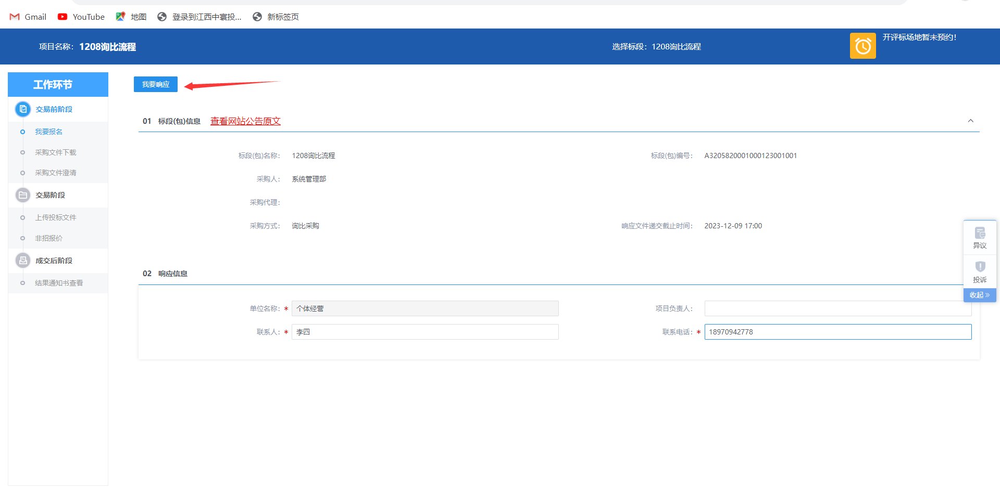 Gmail YouTube 地图 登录到江西中寰投... 新标签页
项目名称： 1208询比流程 选择标段：1208询比流程 开评标场地暂未预约！
工作环节
交易前阶段
我要报名
采购文件下载
采购文件澄清
交易阶段
上传投标文件
非招报价
成交后阶段
结果通知书查看
我要响应
01 标段(包)信息 查看网站公告原文
标段(包)名称： 1208询比流程 标段(包)编号： A3205820001000123001001
采购人： 系统管理部
采购代理：
采购方式： 询比采购 响应文件递交截止时间： 2023-12-09 17:00
02 响应信息
单位名称：* 个体经营 项目负责人：
联系人：* 李四 联系电话：* 18970942778
异议
投诉
收起 »